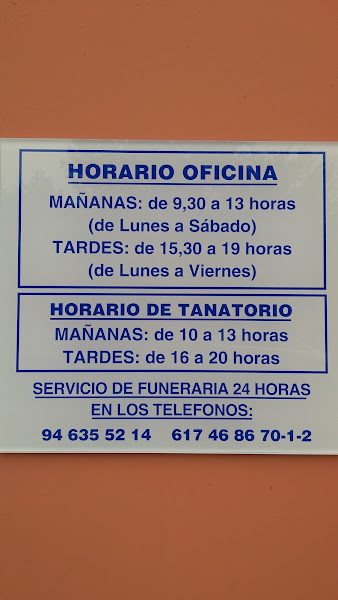 HORARIO OFICINA
MAÑANAS: de 9,30 a 13 horas
(de Lunes a Sábado)
TARDES: de 15,30 a 19 horas
(de Lunes a Viernes)
HORARIO DE TANATORIO
MAÑANAS: de 10 a 13 horas
TARDES: de 16 a 20 horas
SERVICIO DE FUNERARIA 24 HORAS
EN LOS TELEFONOS:
94 635 52 14 617 46 86 70-1-2